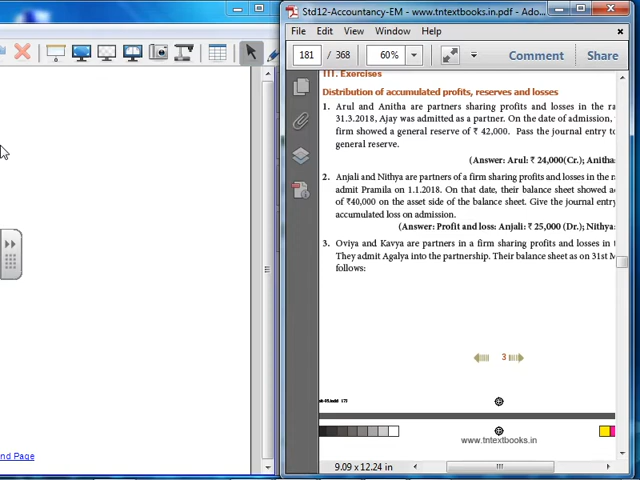 Std12-Accountancy-EM - www.tntextbooks.in.pdf - Ado...
File Edit View Window Help
181 / 368 60% Comment Share
III. Exercises
Distribution of accumulated profits, reserves and losses
1. Arul and Anitha are partners sharing profits and losses in the ra
31.3.2018, Ajay was admitted as a partner. On the date of admission,
firm showed a general reserve of ₹ 42,000. Pass the journal entry to
general reserve.
(Answer: Arul: ₹ 24,000(Cr.); Anitha:
2. Anjali and Nithya are partners of a firm sharing profits and losses in the ra
admit Pramila on 1.1.2018. On that date, their balance sheet showed ac
of ₹40,000 on the asset side of the balance sheet. Give the journal entry
accumulated loss on admission.
(Answer: Profit and loss: Anjali: ₹ 25,000 (Dr.); Nithya:
3. Oviya and Kavya are partners in a firm sharing profits and losses in t
They admit Agalya into the partnership. Their balance sheet as on 31st M
follows:
3
www.tntextbooks.in
nd Page
9.09 x 12.24 in